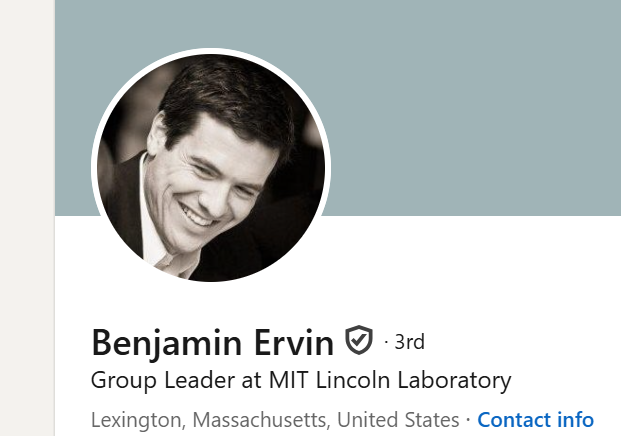 Benjamin Ervin · 3rd
Group Leader at MIT Lincoln Laboratory
Lexington, Massachusetts, United States · Contact info